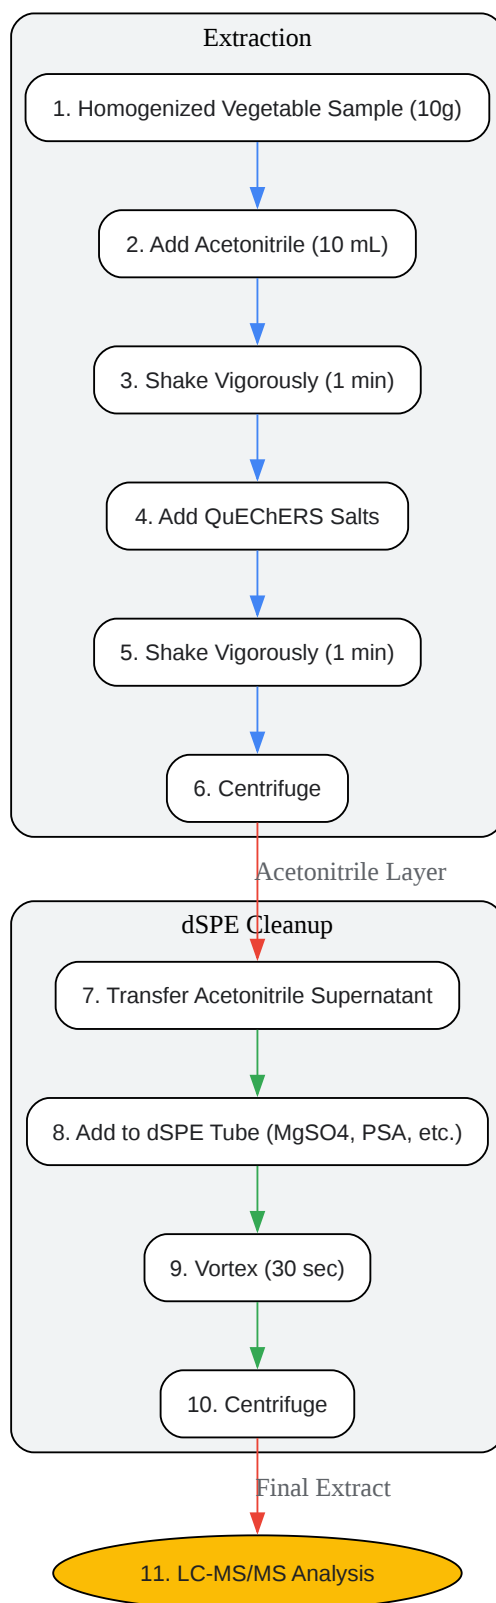 Extraction
1. Homogenized Vegetable Sample (10g)
2. Add Acetonitrile (10 mL)
3. Shake Vigorously (1 min)
4. Add QuEChERS Salts
5. Shake Vigorously (1 min)
6. Centrifuge
Acetonitrile Layer
dSPE Cleanup
7. Transfer Acetonitrile Supernatant
8. Add to dSPE Tube (MgSO4, PSA, etc.)
9. Vortex (30 sec)
10. Centrifuge
Final Extract
11. LC-MS/MS Analysis